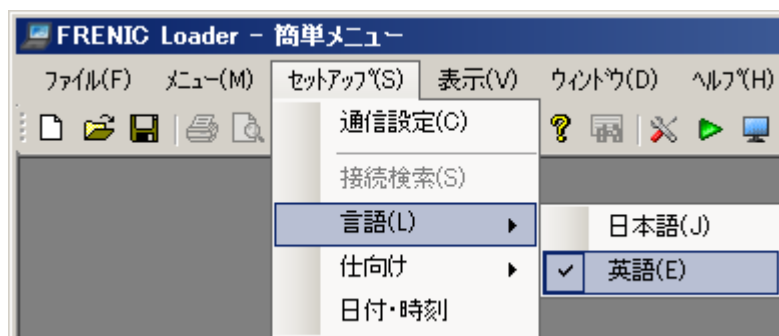 FRENIC Loader - 簡単メニュー
ファイル(F) メニュー(M) セットアップ(S) 表示(V) ウィンドウ(D) ヘルプ(H)
通信設定(C)
接続検索(S)
言語(L)
日本語(J)
英語(E)
仕向け
日付・時刻